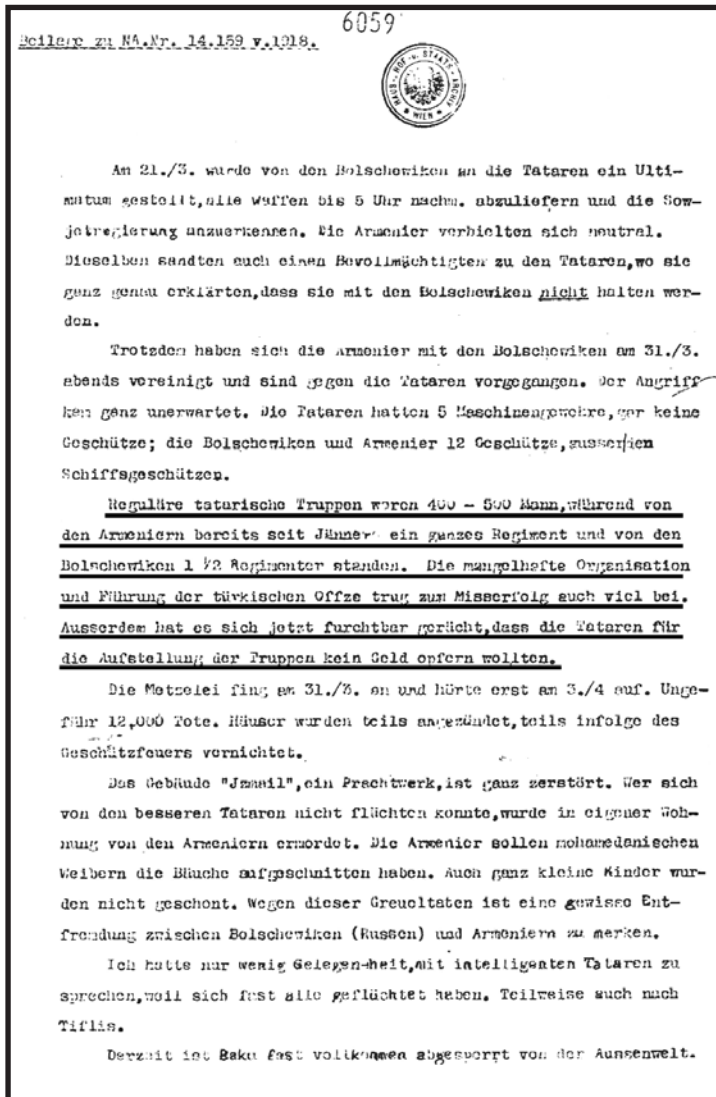 6059
Beilage zu NA.Nr. 14.159 v.1918.
HAUS-, HOF- u. STAATS-ARCHIV
* WIEN *
Am 21./3. wurde von den Bolschewiken an die Tataren ein Ulti-
matum gestellt,alle Waffen bis 5 Uhr nachm. abzuliefern und die Sow-
jetregierung anzuerkennen. Die Armenier verhielten sich neutral.
Dieselben sandten auch einen Bevollmächtigten zu den Tataren,wo sie
ganz genau erklärten,dass sie mit den Bolschewiken nicht halten wer-
den.
Trotzdem haben sich die Armenier mit den Bolschewiken am 31./3.
abends vereinigt und sind gegen die Tataren vorgegangen. Der Angriff
kam ganz unerwartet. Die Tataren hatten 5 Maschinengewehre,gar keine
Geschütze; die Bolschewiken und Armenier 12 Geschütze,ausserden
Schiffsgeschützen.
Reguläre tatarische Truppen waren 400 - 500 Mann,während von
den Armeniern bereits seit Jänner ein ganzes Regiment und von den
Bolschewiken 1 1/2 Regimenter standen. Die mangelhafte Organisation
und Führung der türkischen Offze trug zum Misserfolg auch viel bei.
Ausserdem hat es sich jetzt furchtbar gerächt,dass die Tataren für
die Aufstellung der Truppen kein Geld opfern wollten.
Die Metzelei fing am 31./3. an und hörte erst am 3./4 auf. Unge-
fähr 12,000 Tote. Häuser wurden teils angezündet,teils infolge des
Geschützfeuers vernichtet.
Das Gebäude "Jsmail",ein Prachtwerk,ist ganz zerstört. Wer sich
von den besseren Tataren nicht flüchten konnte,wurde in eigener Woh-
nung von den Armeniern ermordet. Die Armenier sollen mohamedanischen
Weibern die Bäuche aufgeschnitten haben. Auch ganz kleine Kinder wur-
den nicht geschont. Wegen dieser Greueltaten ist eine gewisse Ent-
fremdung zwischen Bolschewiken (Russen) und Armeniern zu merken.
Ich hatte nur wenig Gelegen-heit,mit intelligenten Tataren zu
sprechen,weil sich fast alle geflüchtet haben. Teilweise auch nach
Tiflis.
Derzeit ist Baku fast vollkommen abgesperrt von der Aussenwelt.